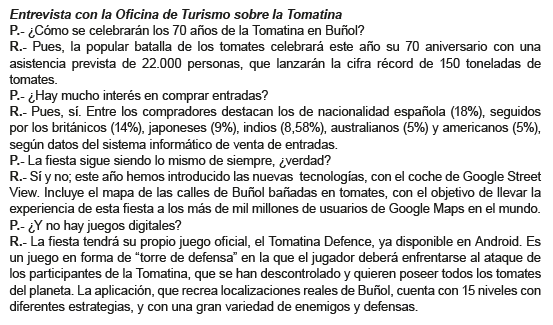 Entrevista con la Oficina de Turismo sobre la Tomatina
P.- ¿Cómo se celebrarán los 70 años de la Tomatina en Buñol?
R.- Pues, la popular batalla de los tomates celebrará este año su 70 aniversario con una
asistencia prevista de 22.000 personas, que lanzarán la cifra récord de 150 toneladas de
tomates.
P.- ¿Hay mucho interés en comprar entradas?
R.- Pues, sí. Entre los compradores destacan los de nacionalidad española (18%), seguidos
por los británicos (14%), japoneses (9%), indios (8,58%), australianos (5%) y americanos (5%),
según datos del sistema informático de venta de entradas.
P.- La fiesta sigue siendo lo mismo de siempre, ¿verdad?
R.- Sí y no; este año hemos introducido las nuevas tecnologías, con el coche de Google Street
View. Incluye el mapa de las calles de Buñol bañadas en tomates, con el objetivo de llevar la
experiencia de esta fiesta a los más de mil millones de usuarios de Google Maps en el mundo.
P.- ¿Y no hay juegos digitales?
R.- La fiesta tendrá su propio juego oficial, el Tomatina Defence, ya disponible en Android. Es
un juego en forma de “torre de defensa” en la que el jugador deberá enfrentarse al ataque de
los participantes de la Tomatina, que se han descontrolado y quieren poseer todos los tomates
del planeta. La aplicación, que recrea localizaciones reales de Buñol, cuenta con 15 niveles con
diferentes estrategias, y con una gran variedad de enemigos y defensas.